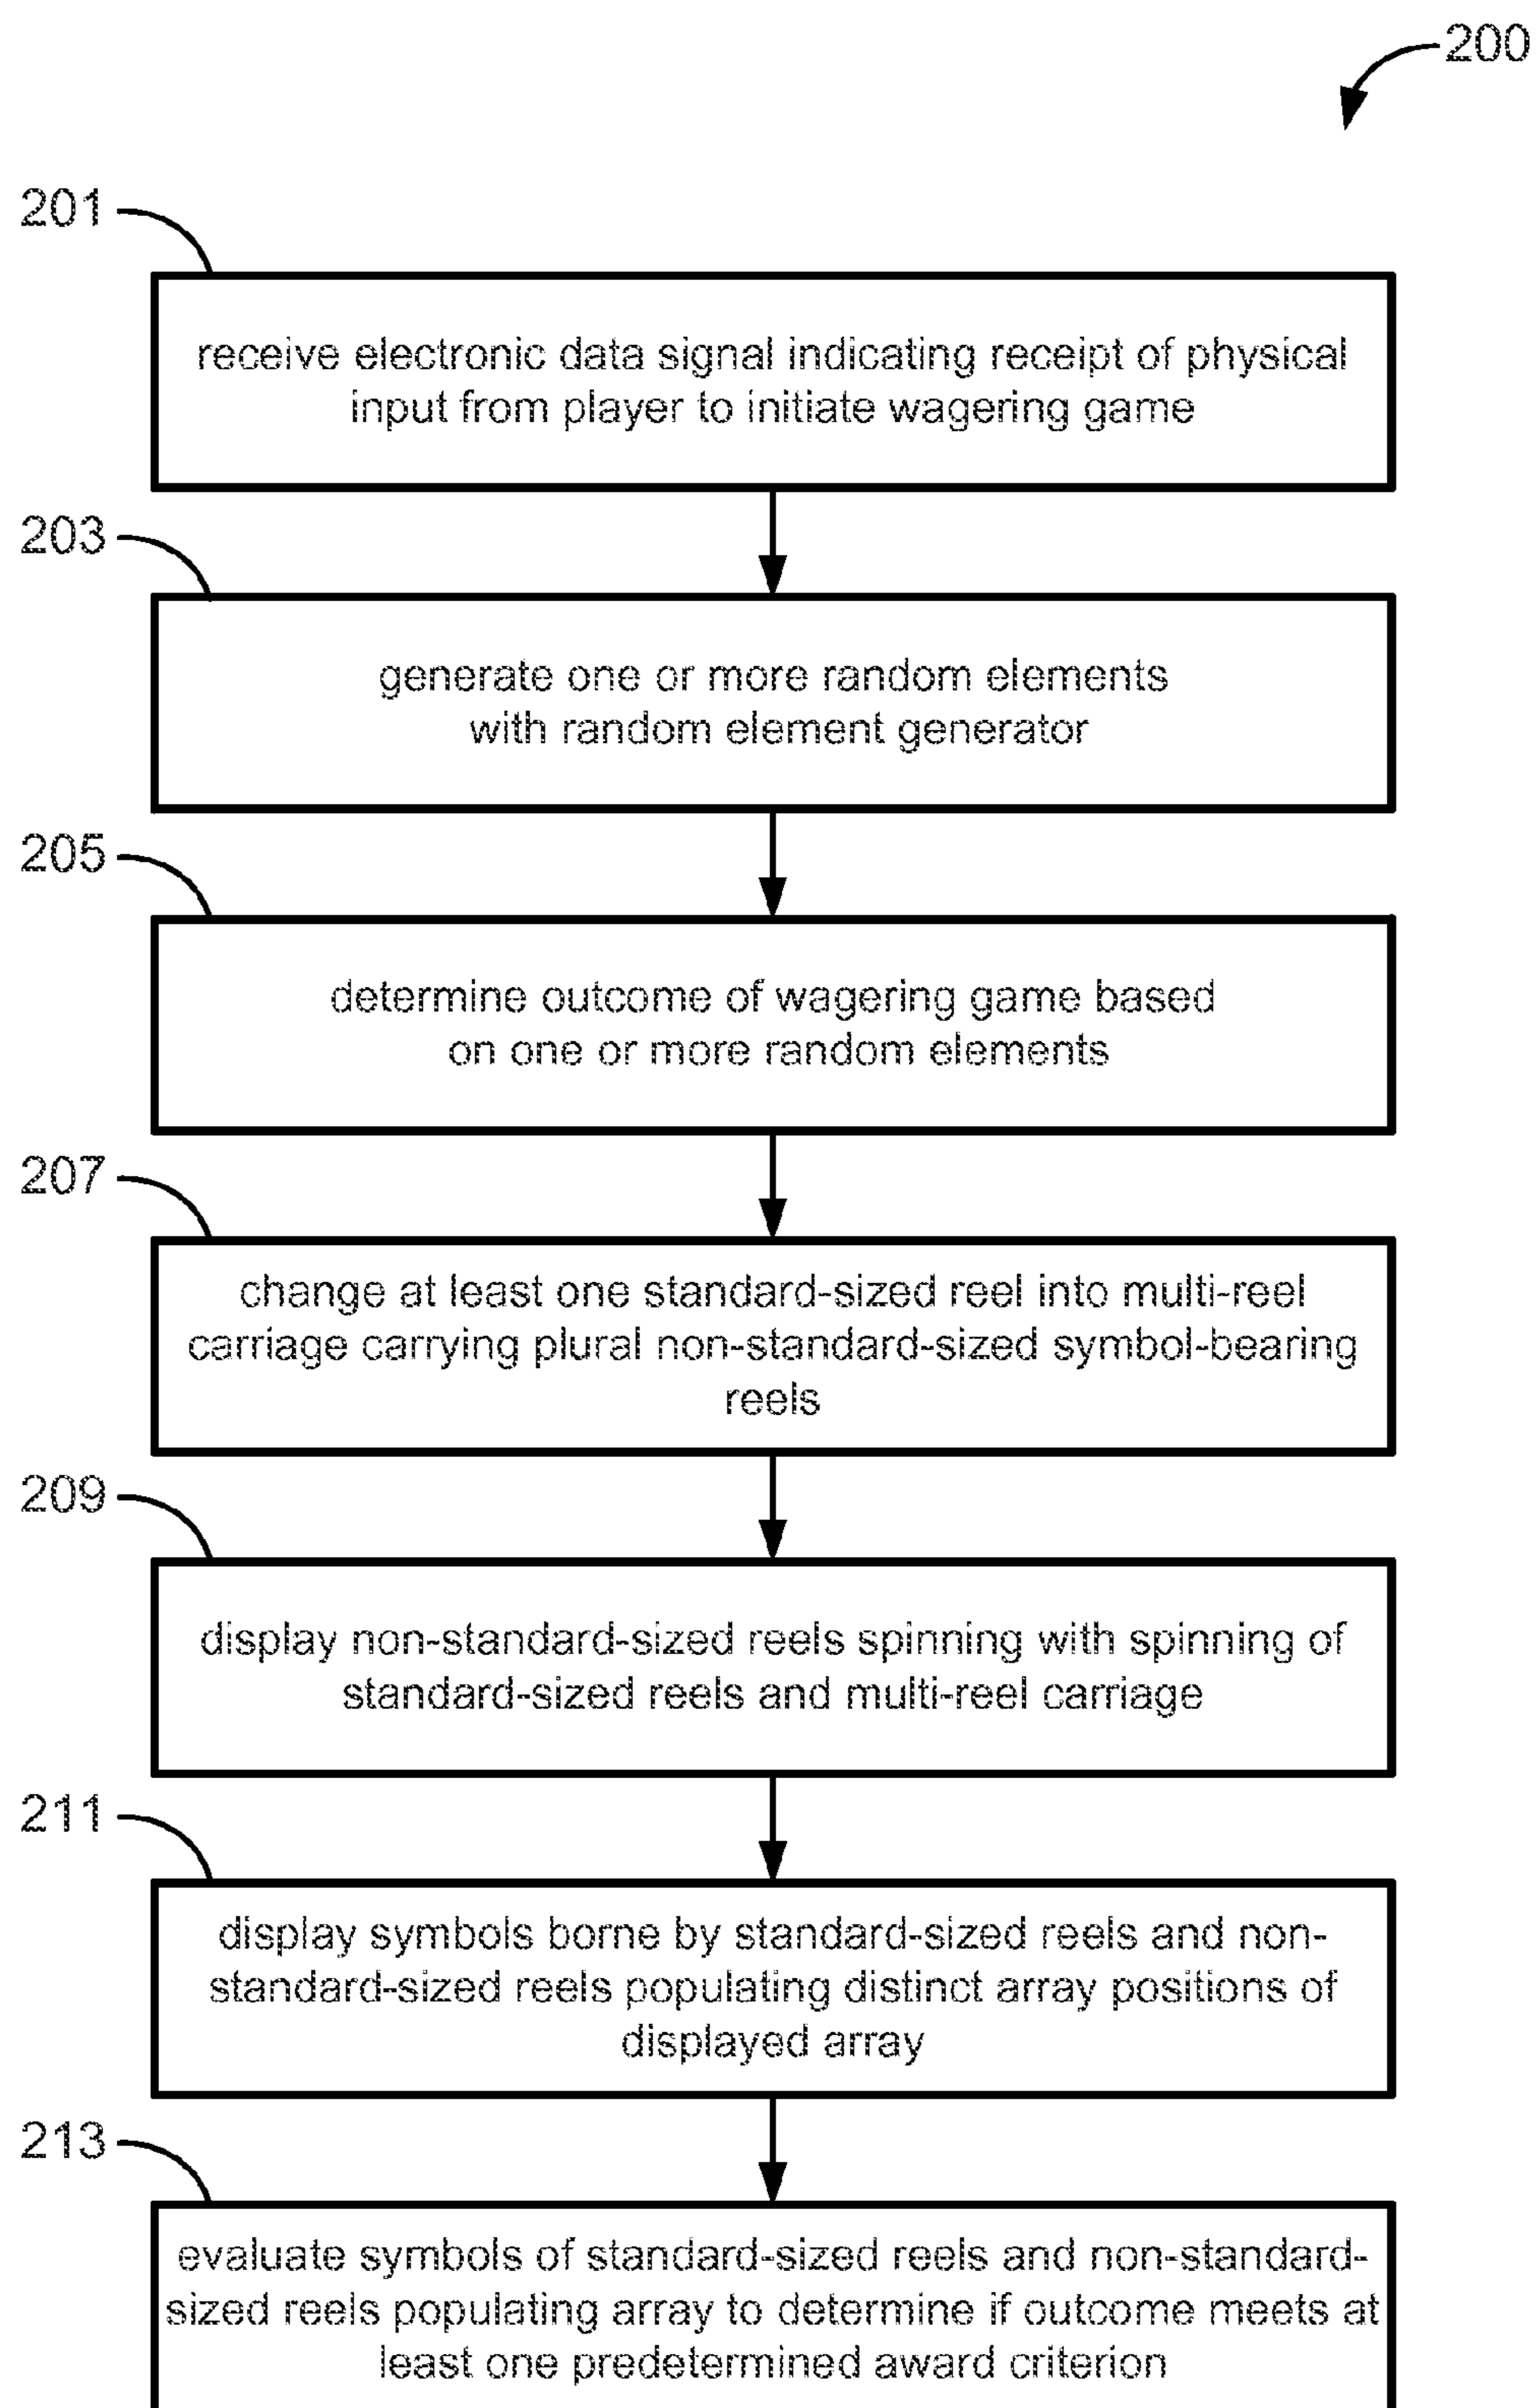 200
201
receive electronic data signal indicating receipt of physical
input from player to initiate wagering game
203
generate one or more random elements
with random element generator
205
determine outcome of wagering game based
on one or more random elements
207
change at least one standard-sized reel into multi-reel
carriage carrying plural non-standard-sized symbol-bearing
reels
209
display non-standard-sized reels spinning with spinning of
standard-sized reels and multi-reel carriage
211
display symbols borne by standard-sized reels and non-
standard-sized reels populating distinct array positions of
displayed array
213
evaluate symbols of standard-sized reels and non-standard-
sized reels populating array to determine if outcome meets at
least one predetermined award criterion